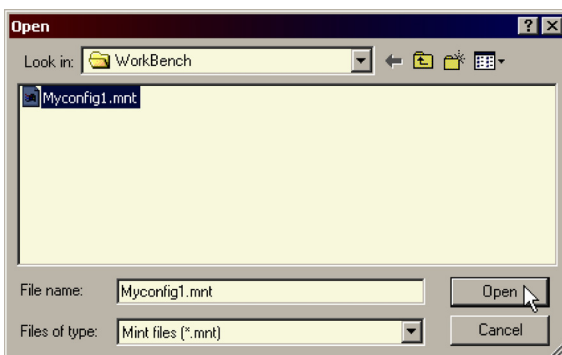 Open
Look in: WorkBench
Myconfig1.mnt
File name: Myconfig1.mnt Open
Files of type: Mint files (*.mnt) Cancel